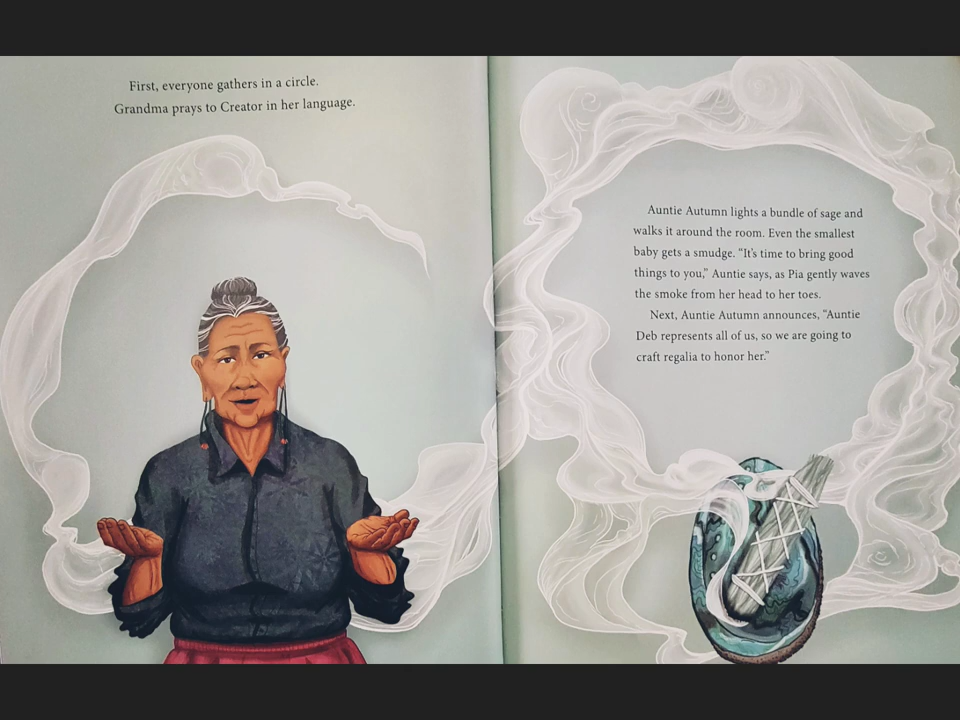 First, everyone gathers in a circle.
Grandma prays to Creator in her language.
Auntie Autumn lights a bundle of sage and
walks it around the room. Even the smallest
baby gets a smudge. “It’s time to bring good
things to you,” Auntie says, as Pia gently waves
the smoke from her head to her toes.
Next, Auntie Autumn announces, “Auntie
Deb represents all of us, so we are going to
craft regalia to honor her.”